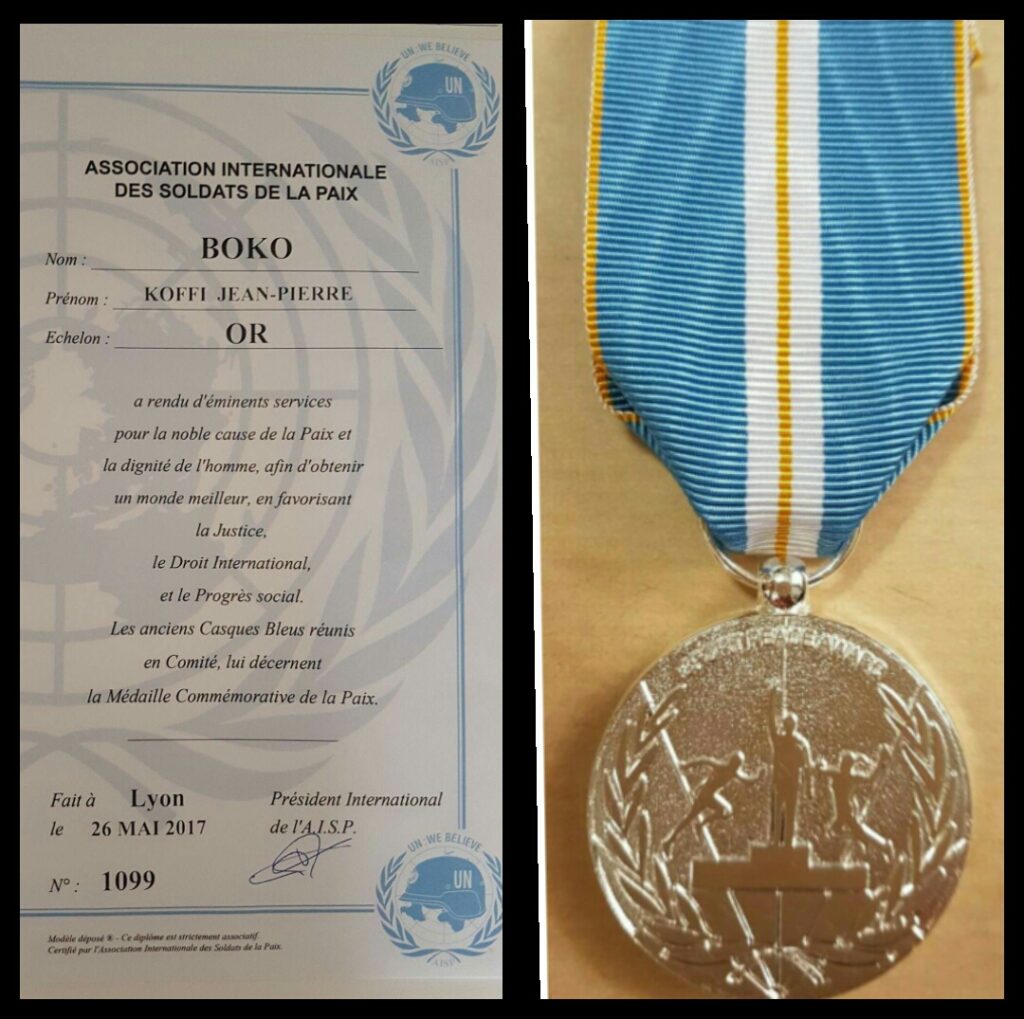 UN·WE BELIEVE
UN
AISP
ASSOCIATION INTERNATIONALE
DES SOLDATS DE LA PAIX
Nom : BOKO
Prénom : KOFFI JEAN-PIERRE
Echelon : OR
a rendu d'éminents services
pour la noble cause de la Paix et
la dignité de l'homme, afin d'obtenir
un monde meilleur, en favorisant
la Justice,
le Droit International,
et le Progrès social.
Les anciens Casques Bleus réunis
en Comité, lui décernent
la Médaille Commémorative de la Paix.
Fait à Lyon
le 26 MAI 2017
Président International
de l'A.I.S.P.
N° : 1099
UN·WE BELIEVE
UN
AISP
Modèle déposé ® - Ce diplôme est strictement associatif.
Certifié par l'Association Internationale des Soldats de la Paix.